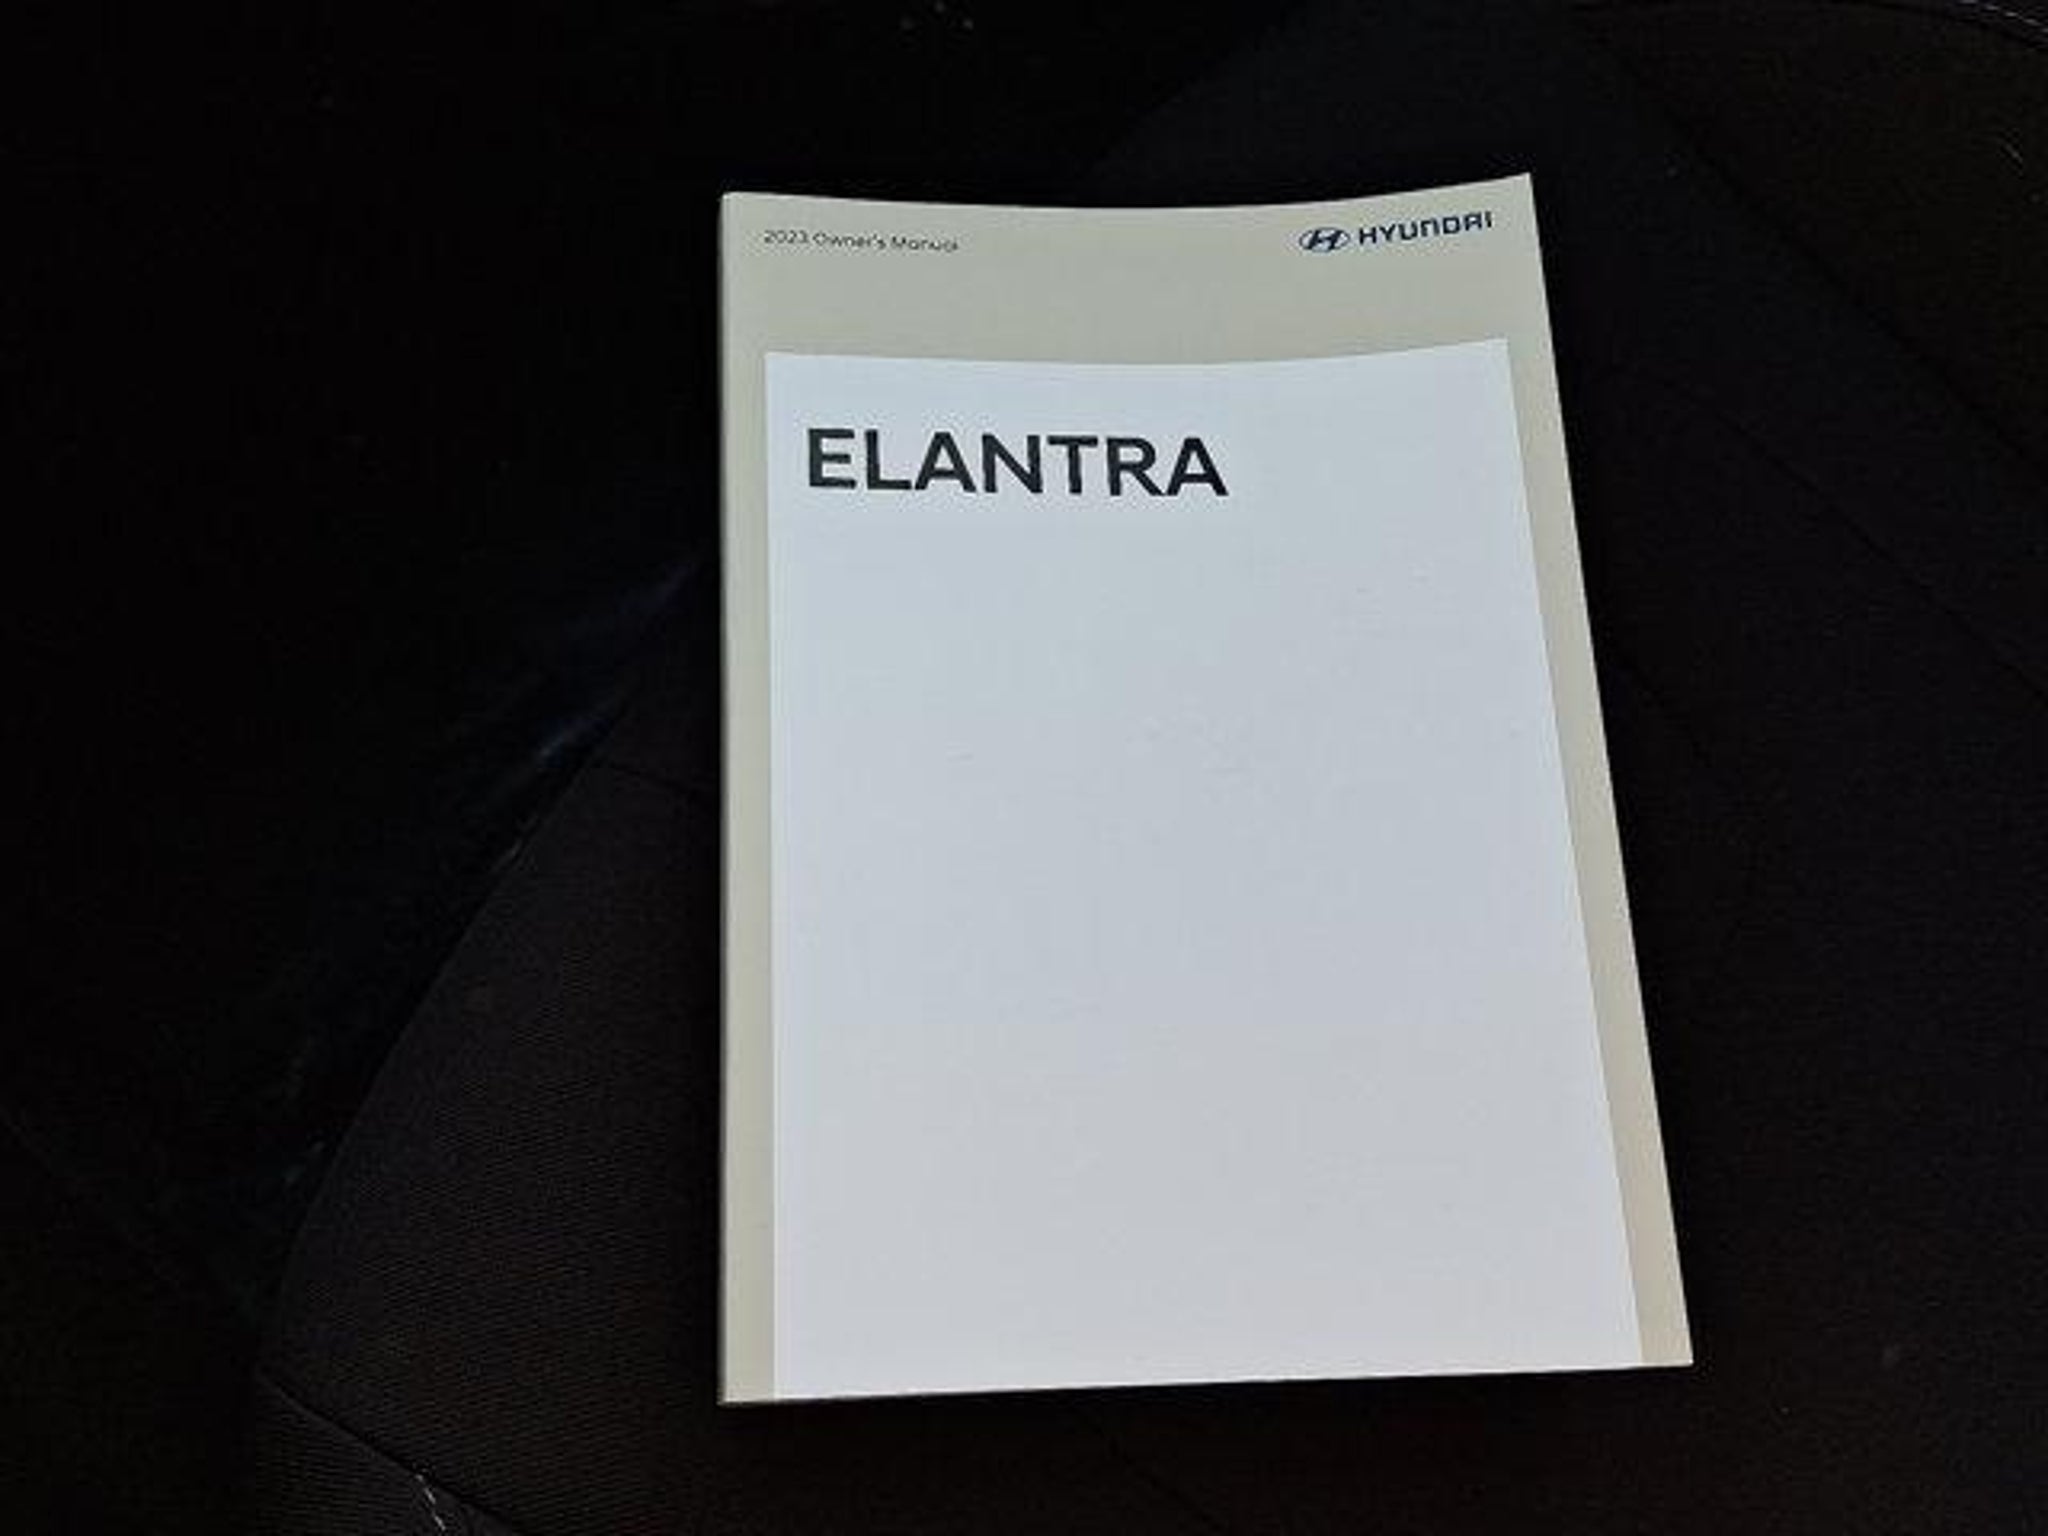 2023 Owner's Manual
HYUNDAI
ELANTRA